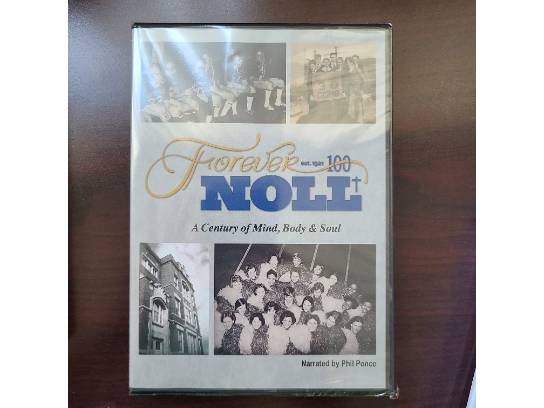 Forever est. 1921 100
NOLL
A Century of Mind, Body & Soul
Narrated by Phil Ponce